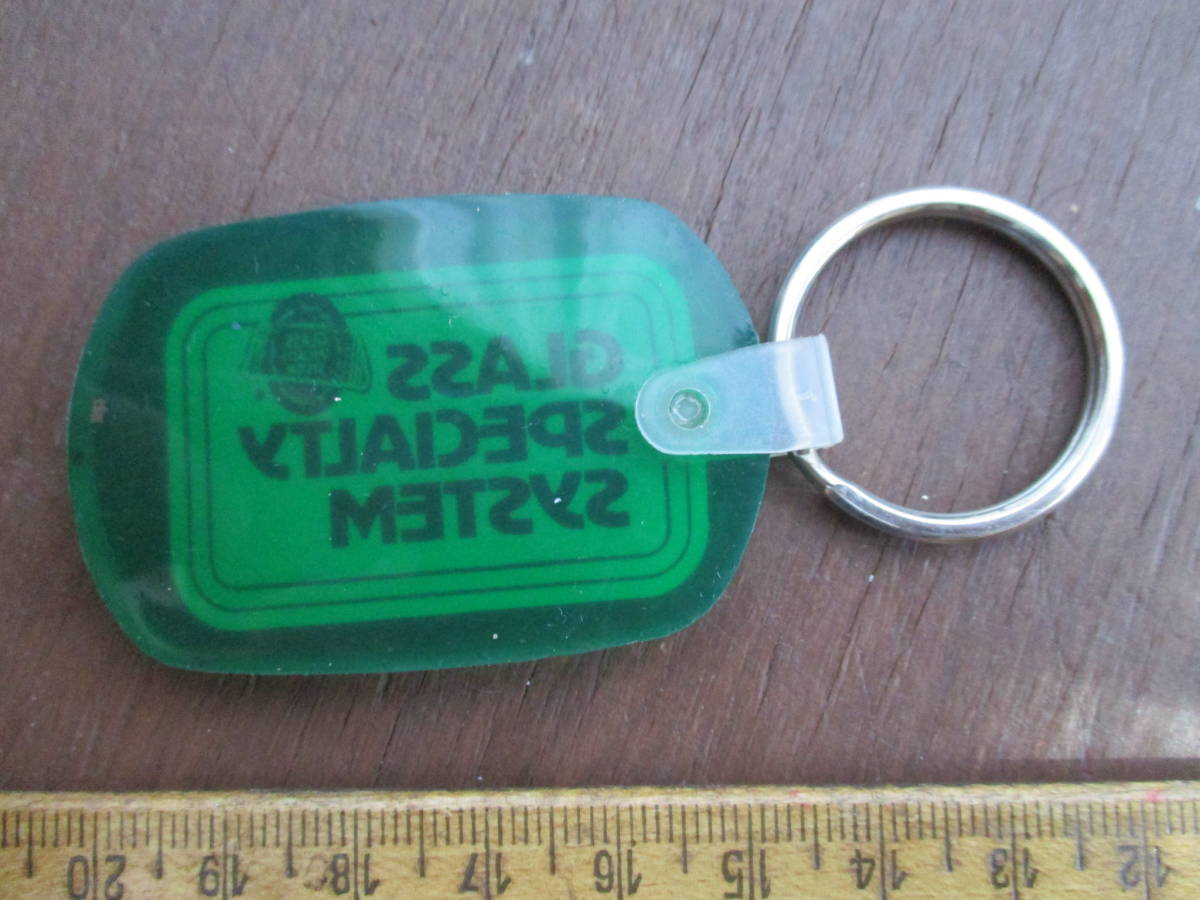 GLASS
SPECIALTY
SYSTEM
20 19 18 17 16 15 14 13 12